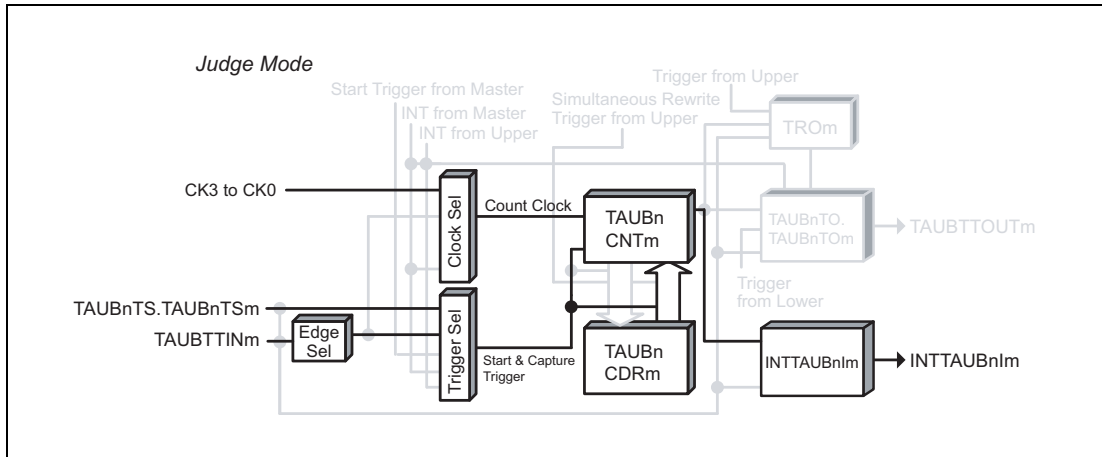 Judge Mode
Trigger from Upper
Start Trigger from Master
Simultaneous Rewrite
Trigger from Upper
INT from Master
INT from Upper
TROm
CK3 to CK0
Clock Sel
Count Clock
TAUBn
CNTm
TAUBnTO.
TAUBnTOm
TAUBTTOUTm
Trigger
from Lower
TAUBnTS.TAUBnTSm
TAUBTTINm
Edge
Sel
Trigger Sel
Start & Capture
Trigger
TAUBn
CDRm
INTTAUBnIm
INTTAUBnIm